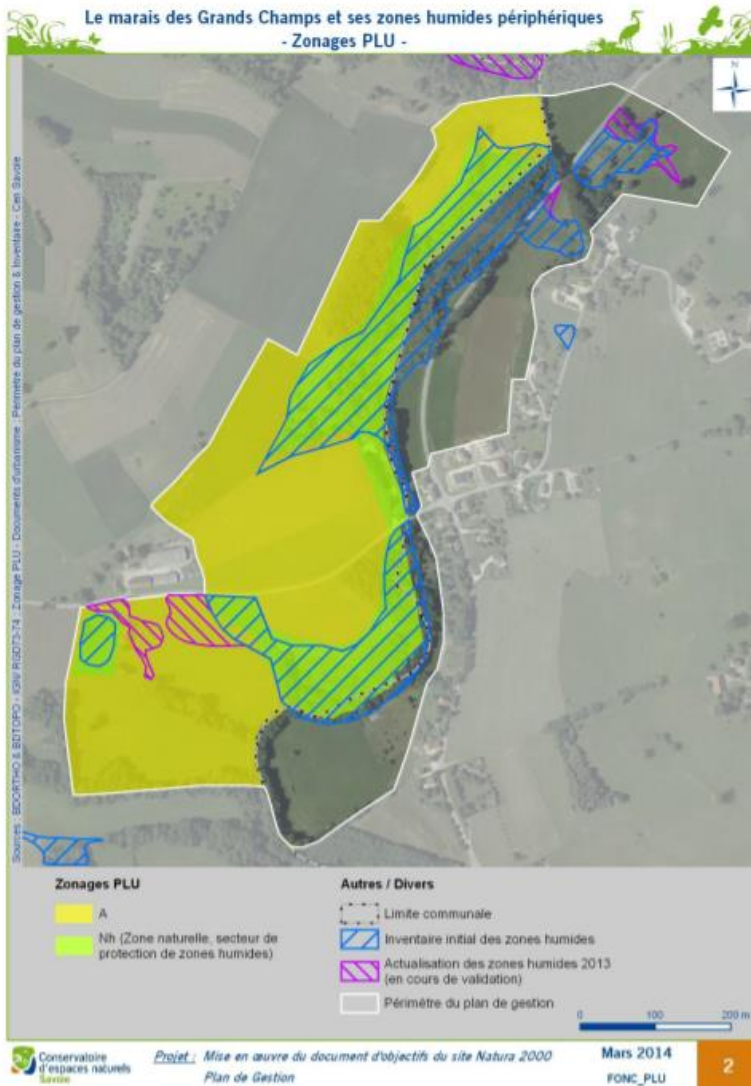 Le marais des Grands Champs et ses zones humides périphériques
- Zonages PLU -
N
Sources : BDORTHO & BDTOPO - IGN/ RGD73-74 ; Zonage PLU - Documents d'urbanisme ; Périmètre du plan de gestion & Inventaire - Cen Savoie
Zonages PLU
A
Nh (Zone naturelle, secteur de
protection de zones humides)
Autres / Divers
Limite communale
Inventaire initial des zones humides
Actualisation des zones humides 2013
(en cours de validation)
Périmètre du plan de gestion
0 100 200 m
Conservatoire
d'espaces naturels
Savoie
Projet : Mise en œuvre du document d'objectifs du site Natura 2000
Plan de Gestion
Mars 2014
FONC_PLU
2